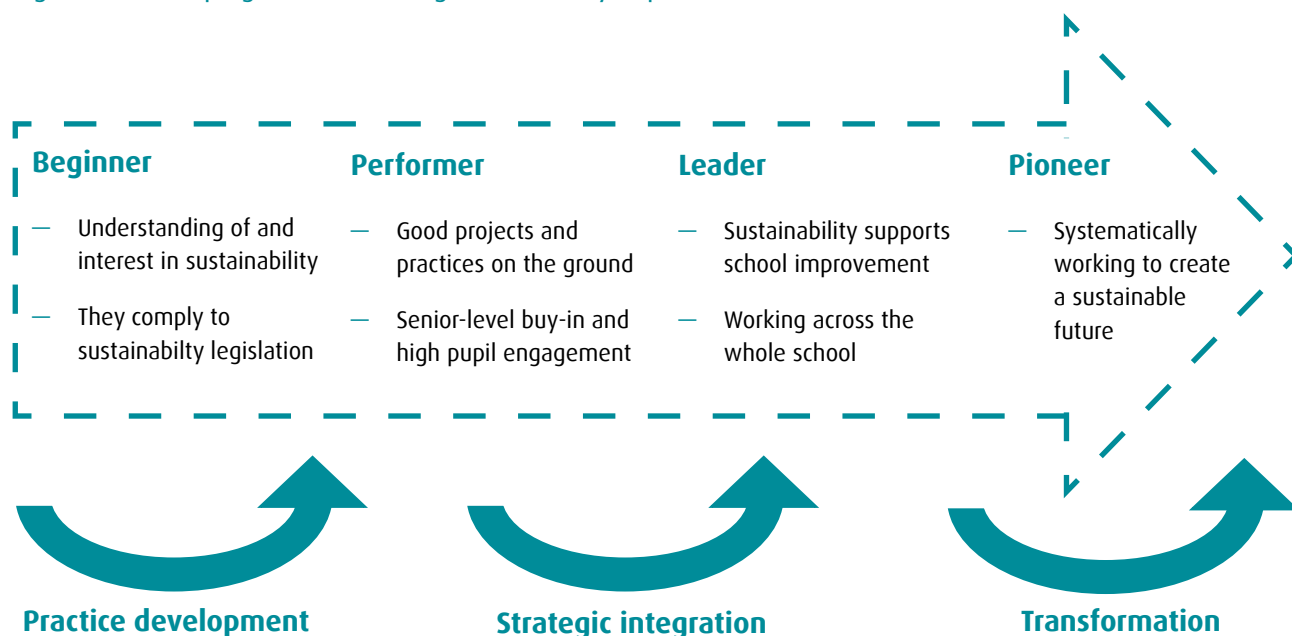 Beginner
— Understanding of and
interest in sustainability
— They comply to
sustainabilty legislation
Performer
— Good projects and
practices on the ground
— Senior-level buy-in and
high pupil engagement
Leader
— Sustainability supports
school improvement
— Working across the
whole school
Pioneer
— Systematically
working to create
a sustainable
future
Practice development
Strategic integration
Transformation